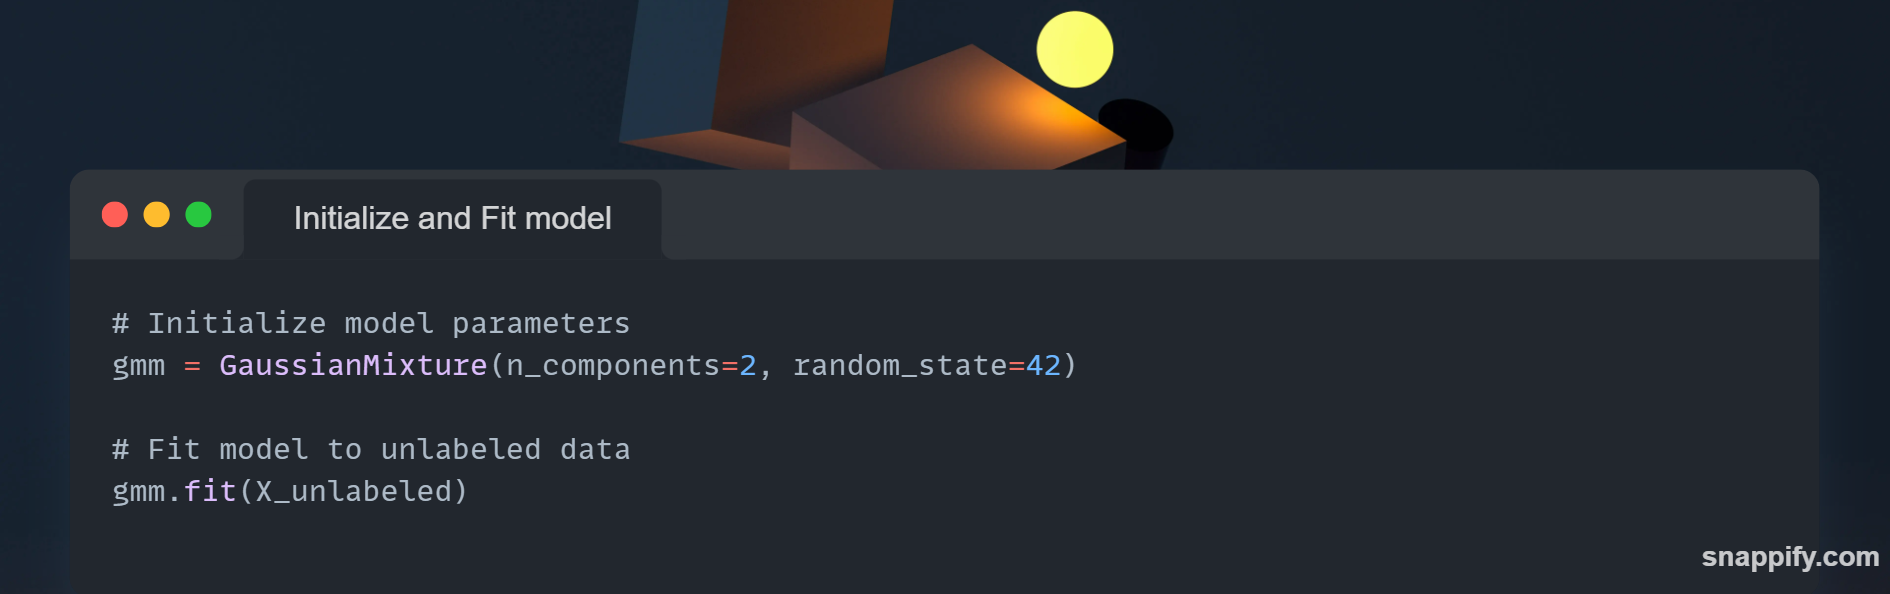 Initialize and Fit model
# Initialize model parameters
gmm = GaussianMixture(n_components=2, random_state=42)
# Fit model to unlabeled data
gmm.fit(X_unlabeled)
snappify.com